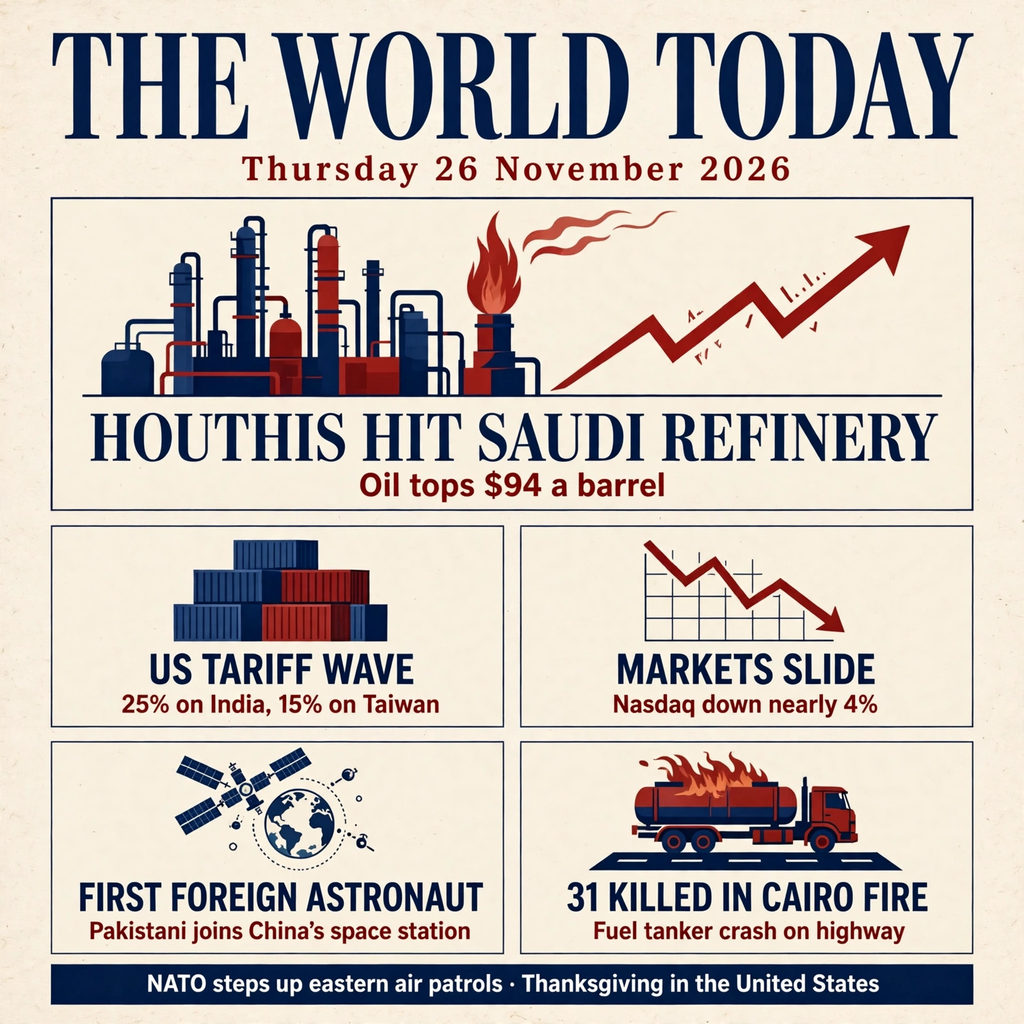 THE WORLD TODAY
Thursday 26 November 2026
HOUTHIS HIT SAUDI REFINERY
Oil tops $94 a barrel
US TARIFF WAVE
25% on India, 15% on Taiwan
MARKETS SLIDE
Nasdaq down nearly 4%
FIRST FOREIGN ASTRONAUT
Pakistani joins China's space station
31 KILLED IN CAIRO FIRE
Fuel tanker crash on highway
NATO steps up eastern air patrols · Thanksgiving in the United States